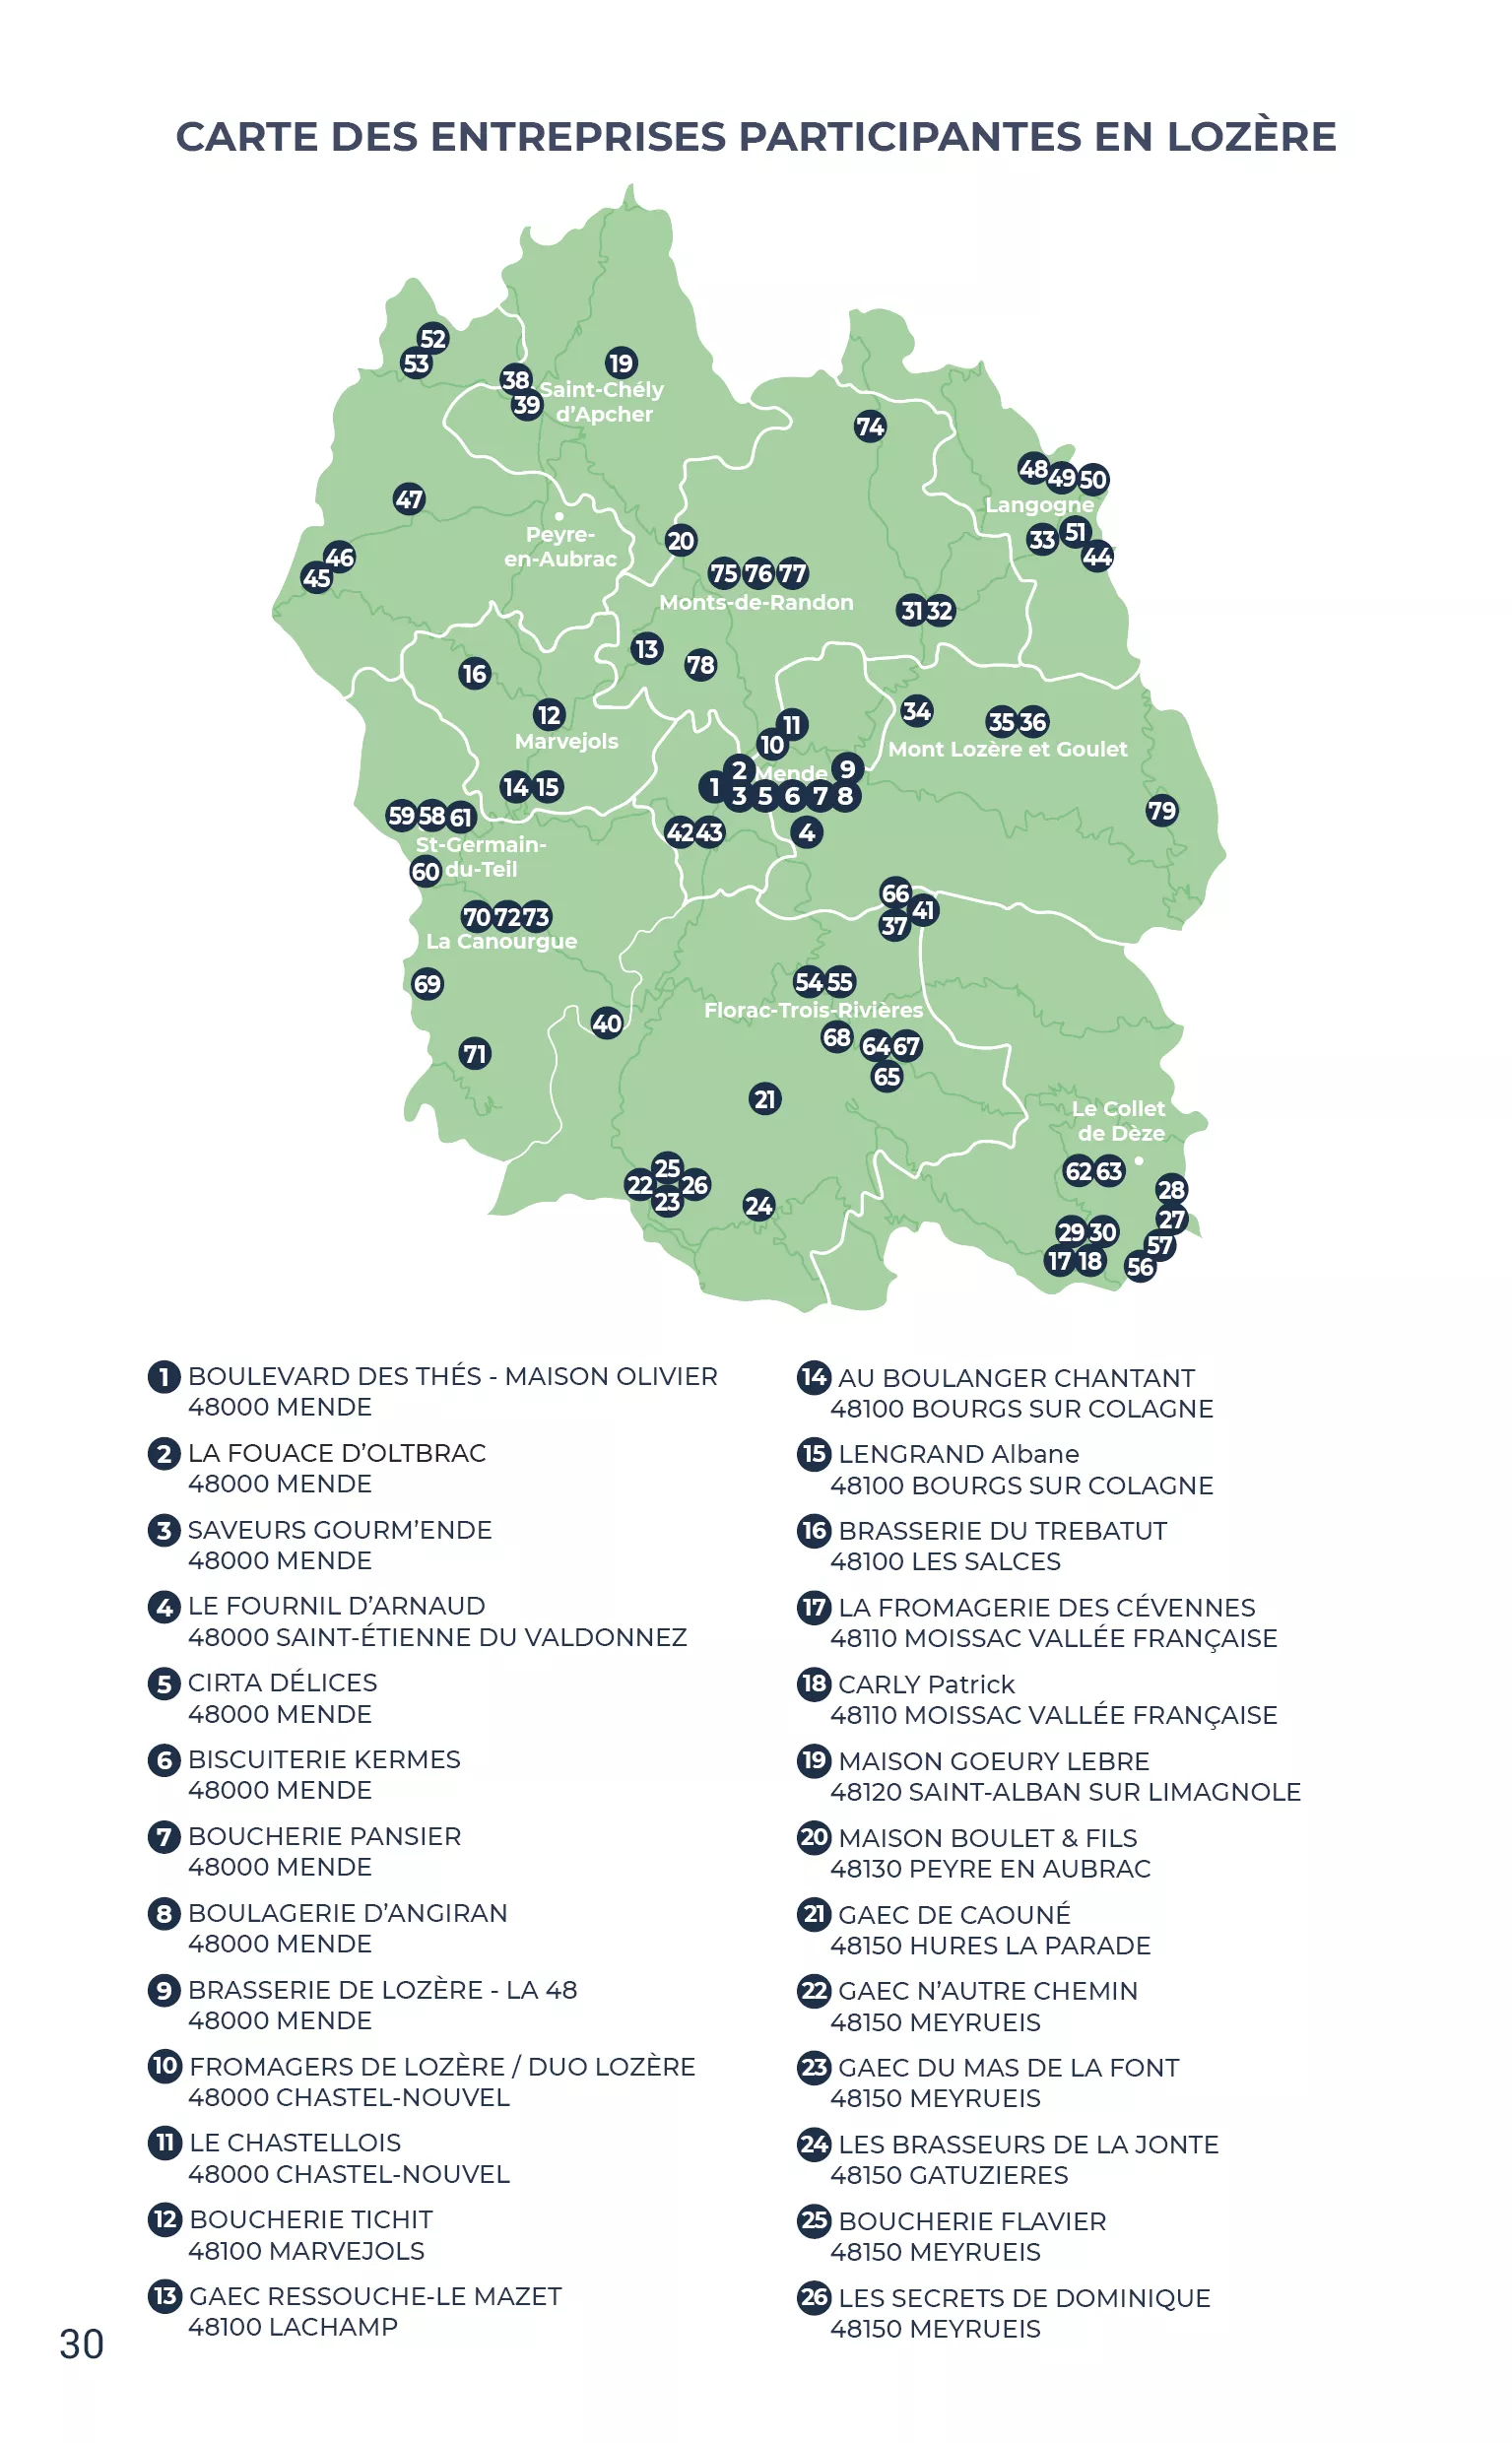 CARTE DES ENTREPRISES PARTICIPANTES EN LOZÈRE
52
53
38
39
19
Saint-Chély
d'Apcher
74
48
49
50
Langogne
33
51
44
47
46
45
Peyre-
en-Aubrac
20
75
76
77
Monts-de-Randon
31
32
13
78
16
12
Marvejols
14
15
11
10
34
35
36
Mont Lozère et Goulet
2
Mende
9
1
3
5
6
7
8
4
42
43
79
59
58
61
St-Germain-
60
du-Teil
70
72
73
La Canourgue
66
41
37
69
54
55
Florac-Trois-Rivières
40
71
68
64
67
65
21
Le Collet
de Dèze
62
63
25
22
26
23
24
28
27
29
30
57
17
18
56
1 BOULEVARD DES THÉS - MAISON OLIVIER
48000 MENDE
2 LA FOUACE D'OLTBRAC
48000 MENDE
3 SAVEURS GOURM'ENDE
48000 MENDE
4 LE FOURNIL D'ARNAUD
48000 SAINT-ÉTIENNE DU VALDONNEZ
5 CIRTA DÉLICES
48000 MENDE
6 BISCUITERIE KERMES
48000 MENDE
7 BOUCHERIE PANSIER
48000 MENDE
8 BOULAGERIE D'ANGIRAN
48000 MENDE
9 BRASSERIE DE LOZÈRE - LA 48
48000 MENDE
10 FROMAGERS DE LOZÈRE / DUO LOZÈRE
48000 CHASTEL-NOUVEL
11 LE CHASTELLOIS
48000 CHASTEL-NOUVEL
12 BOUCHERIE TICHIT
48100 MARVEJOLS
13 GAEC RESSOUCHE-LE MAZET
48100 LACHAMP
14 AU BOULANGER CHANTANT
48100 BOURGS SUR COLAGNE
15 LENGRAND Albane
48100 BOURGS SUR COLAGNE
16 BRASSERIE DU TREBATUT
48100 LES SALCES
17 LA FROMAGERIE DES CÉVENNES
48110 MOISSAC VALLÉE FRANÇAISE
18 CARLY Patrick
48110 MOISSAC VALLÉE FRANÇAISE
19 MAISON GOEURY LEBRE
48120 SAINT-ALBAN SUR LIMAGNOLE
20 MAISON BOULET & FILS
48130 PEYRE EN AUBRAC
21 GAEC DE CAOUNÉ
48150 HURES LA PARADE
22 GAEC N'AUTRE CHEMIN
48150 MEYRUEIS
23 GAEC DU MAS DE LA FONT
48150 MEYRUEIS
24 LES BRASSEURS DE LA JONTE
48150 GATUZIERES
25 BOUCHERIE FLAVIER
48150 MEYRUEIS
26 LES SECRETS DE DOMINIQUE
48150 MEYRUEIS
30